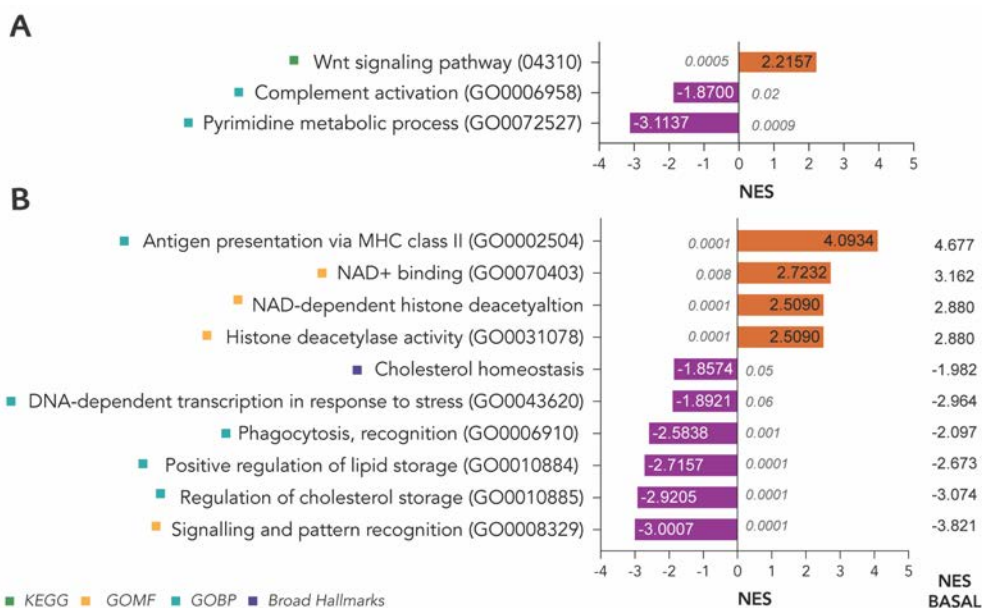 A
Wnt signaling pathway (04310) 0.0005 2.2157
Complement activation (GO0006958) -1.8700 0.02
Pyrimidine metabolic process (GO0072527) -3.1137 0.0009
-4 -3 -2 -1 0 1 2 3 4 5
NES
B
Antigen presentation via MHC class II (GO0002504) 0.0001 4.0934 4.677
NAD+ binding (GO0070403) 0.008 2.7232 3.162
NAD-dependent histone deacetyaltion 0.0001 2.5090 2.880
Histone deacetylase activity (GO0031078) 0.0001 2.5090 2.880
Cholesterol homeostasis -1.8574 0.05 -1.982
DNA-dependent transcription in response to stress (GO0043620) -1.8921 0.06 -2.964
Phagocytosis, recognition (GO0006910) -2.5838 0.001 -2.097
Positive regulation of lipid storage (GO0010884) -2.7157 0.0001 -2.673
Regulation of cholesterol storage (GO0010885) -2.9205 0.0001 -3.074
Signalling and pattern recognition (GO0008329) -3.0007 0.0001 -3.821
-4 -3 -2 -1 0 1 2 3 4 5
NES
NES
BASAL
KEGG GOMF GOBP Broad Hallmarks